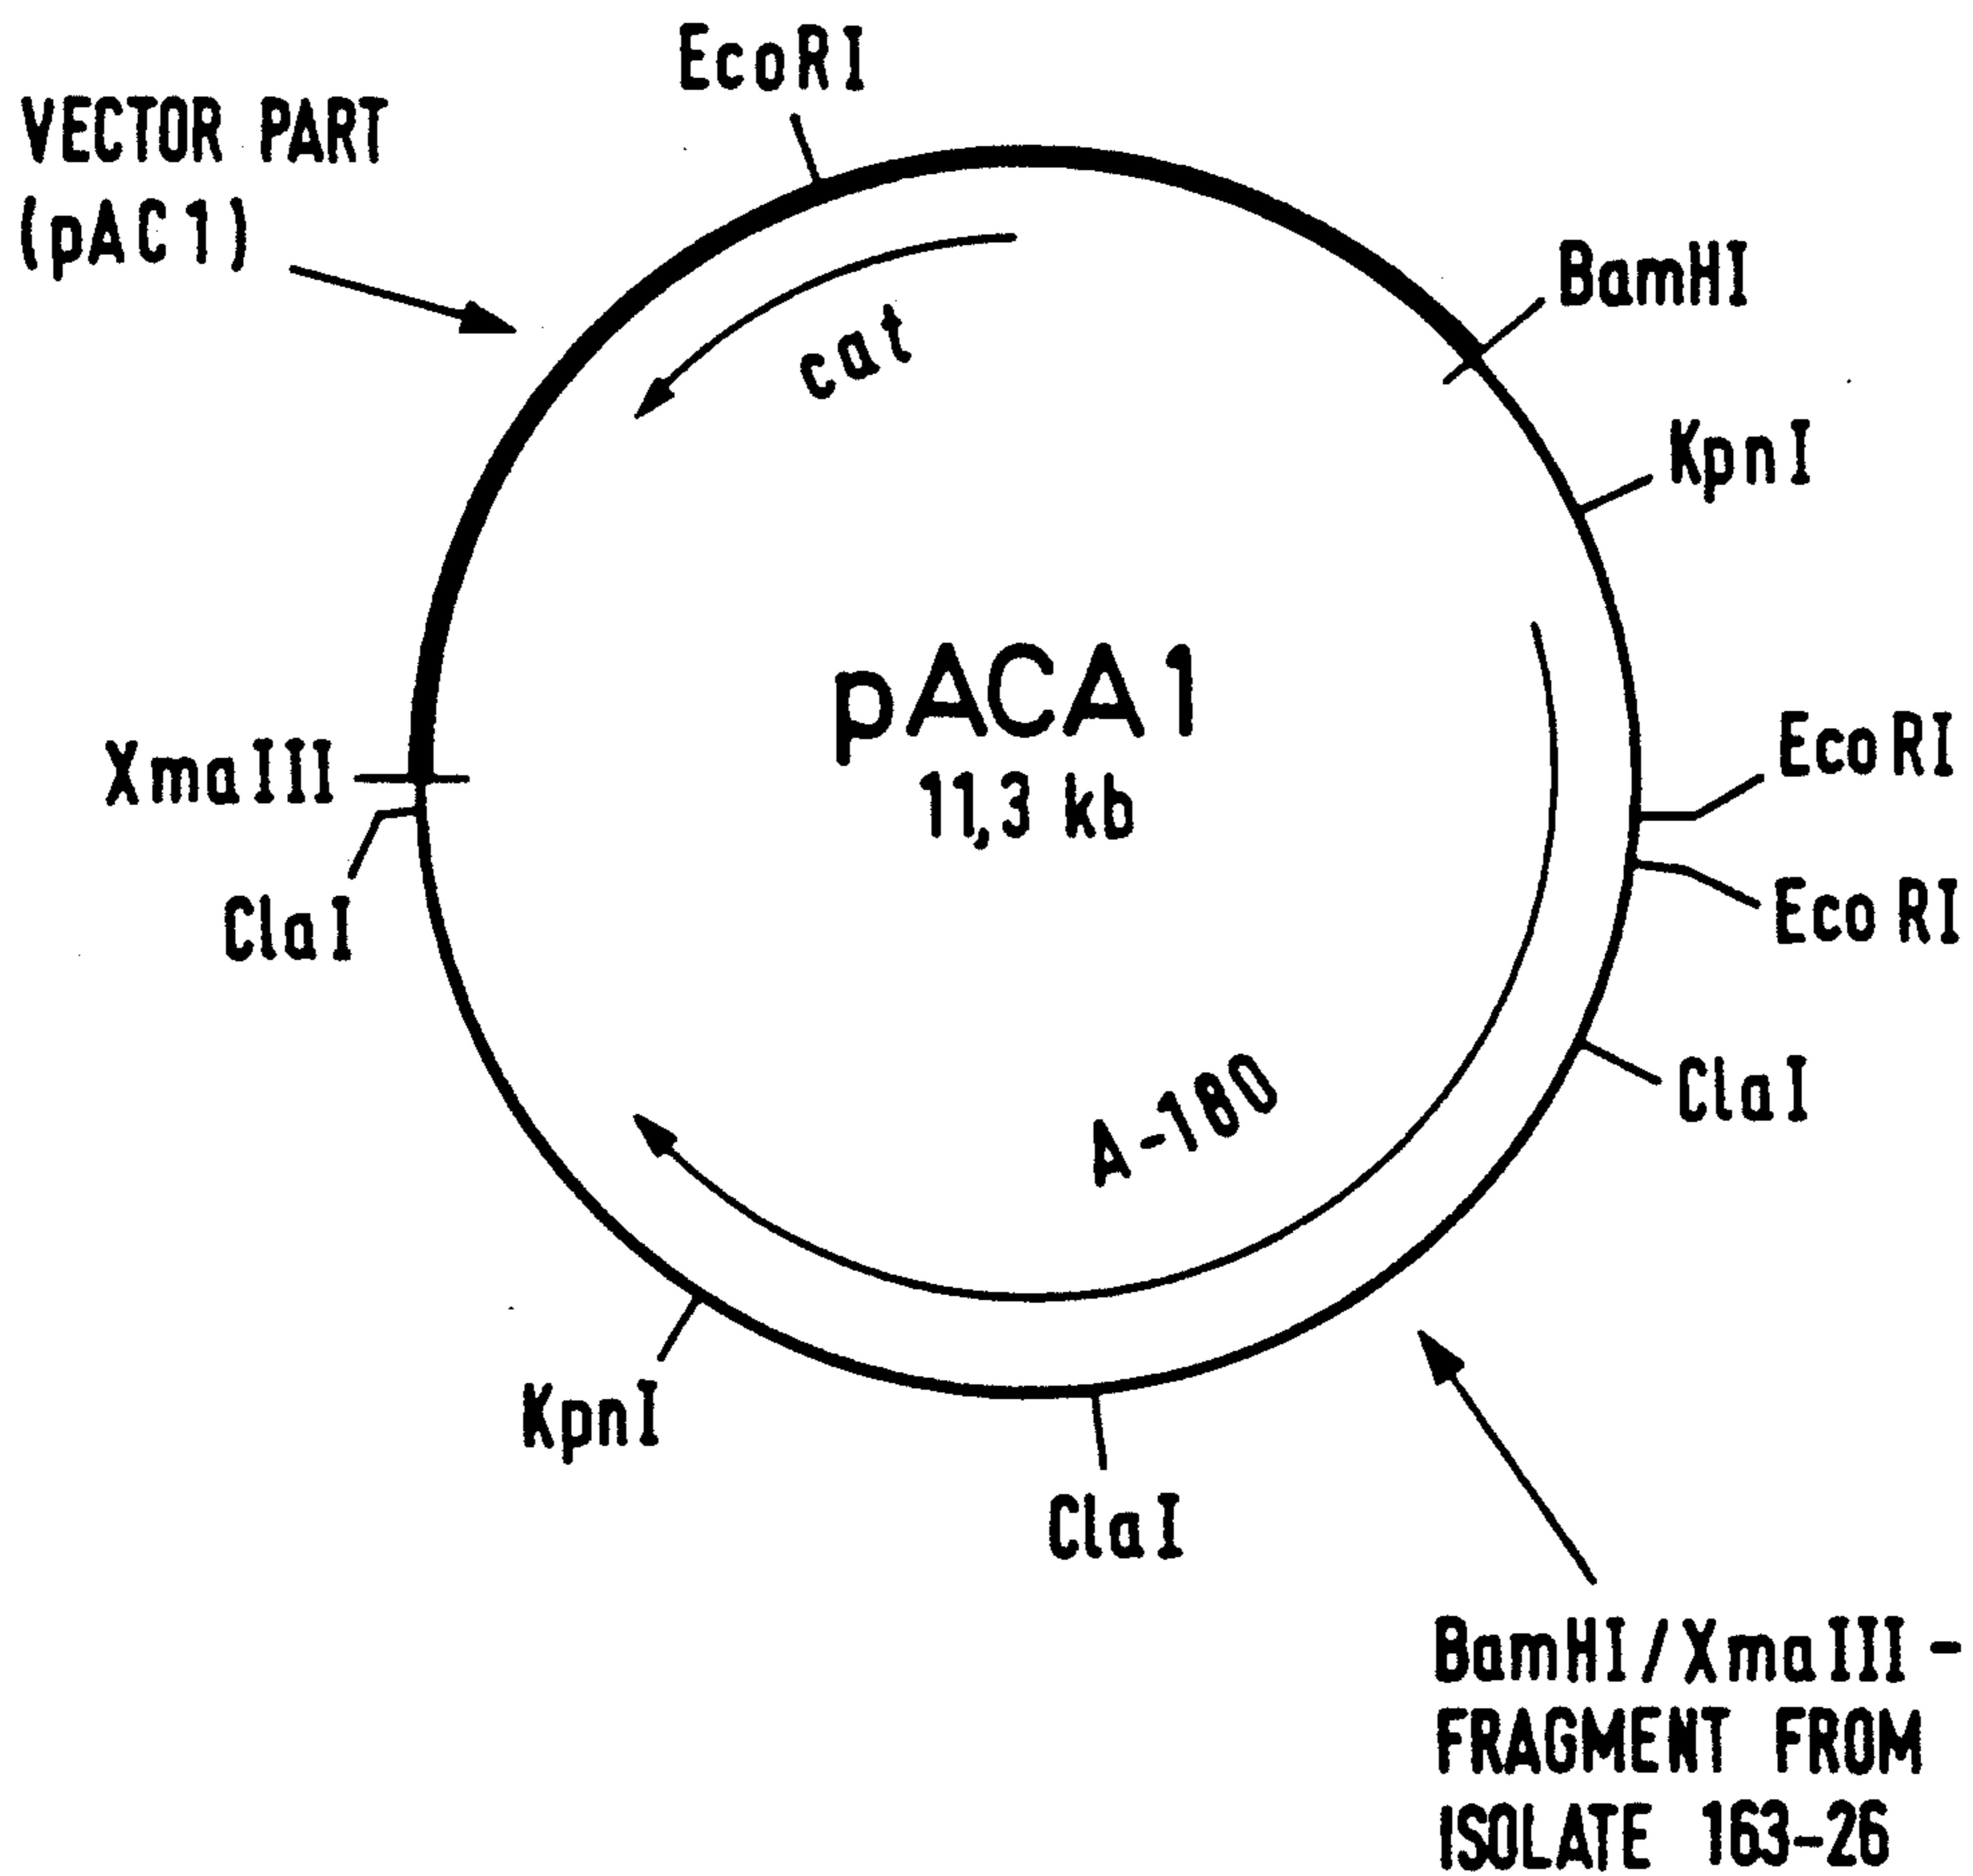 EcoRI
VECTOR PART
(pAC1)
BamHI
cat
KpnI
pACA1
11,3 kb
EcoRI
XmaIII
EcoRI
ClaI
ClaI
A-180
KpnI
ClaI
BamHI/XmaIII-
FRAGMENT FROM
ISOLATE 163-26